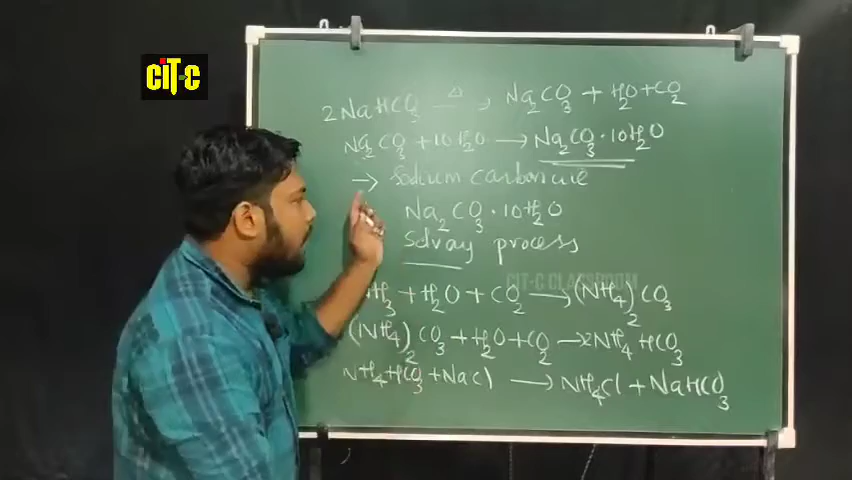 CiT-C
2NaHCO₃ —Δ→ Na₂CO₃ + H₂O + CO₂
Na₂CO₃ + 10H₂O → Na₂CO₃·10H₂O
→ Sodium carbonate
Na₂CO₃·10H₂O
Solvay process
CIT-C CLASSROOM
H₃ + H₂O + CO₂ → (NH₄)₂CO₃
(NH₄)₂CO₃ + H₂O + CO₂ → 2NH₄HCO₃
NH₄HCO₃ + NaCl → NH₄Cl + NaHCO₃